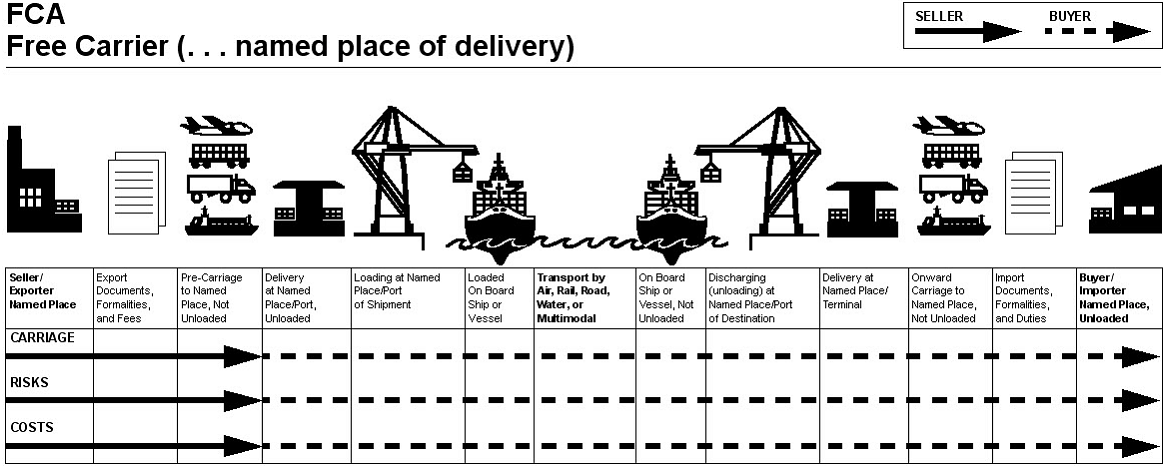 FCA
Free Carrier (. . . named place of delivery)
SELLER
BUYER
Seller/
Exporter
Named Place
Export
Documents,
Formalities,
and Fees
Pre-Carriage
to Named
Place, Not
Unloaded
Delivery
at Named
Place/Port,
Unloaded
Loading at Named
Place/Port
of Shipment
Loaded
On Board
Ship or
Vessel
Transport by
Air, Rail, Road,
Water, or
Multimodal
On Board
Ship or
Vessel, Not
Unloaded
Discharging
(unloading) at
Named Place/Port
of Destination
Delivery at
Named Place/
Terminal
Onward
Carriage to
Named Place,
Not Unloaded
Import
Documents,
Formalities,
and Duties
Buyer/
Importer
Named Place,
Unloaded
CARRIAGE
RISKS
COSTS